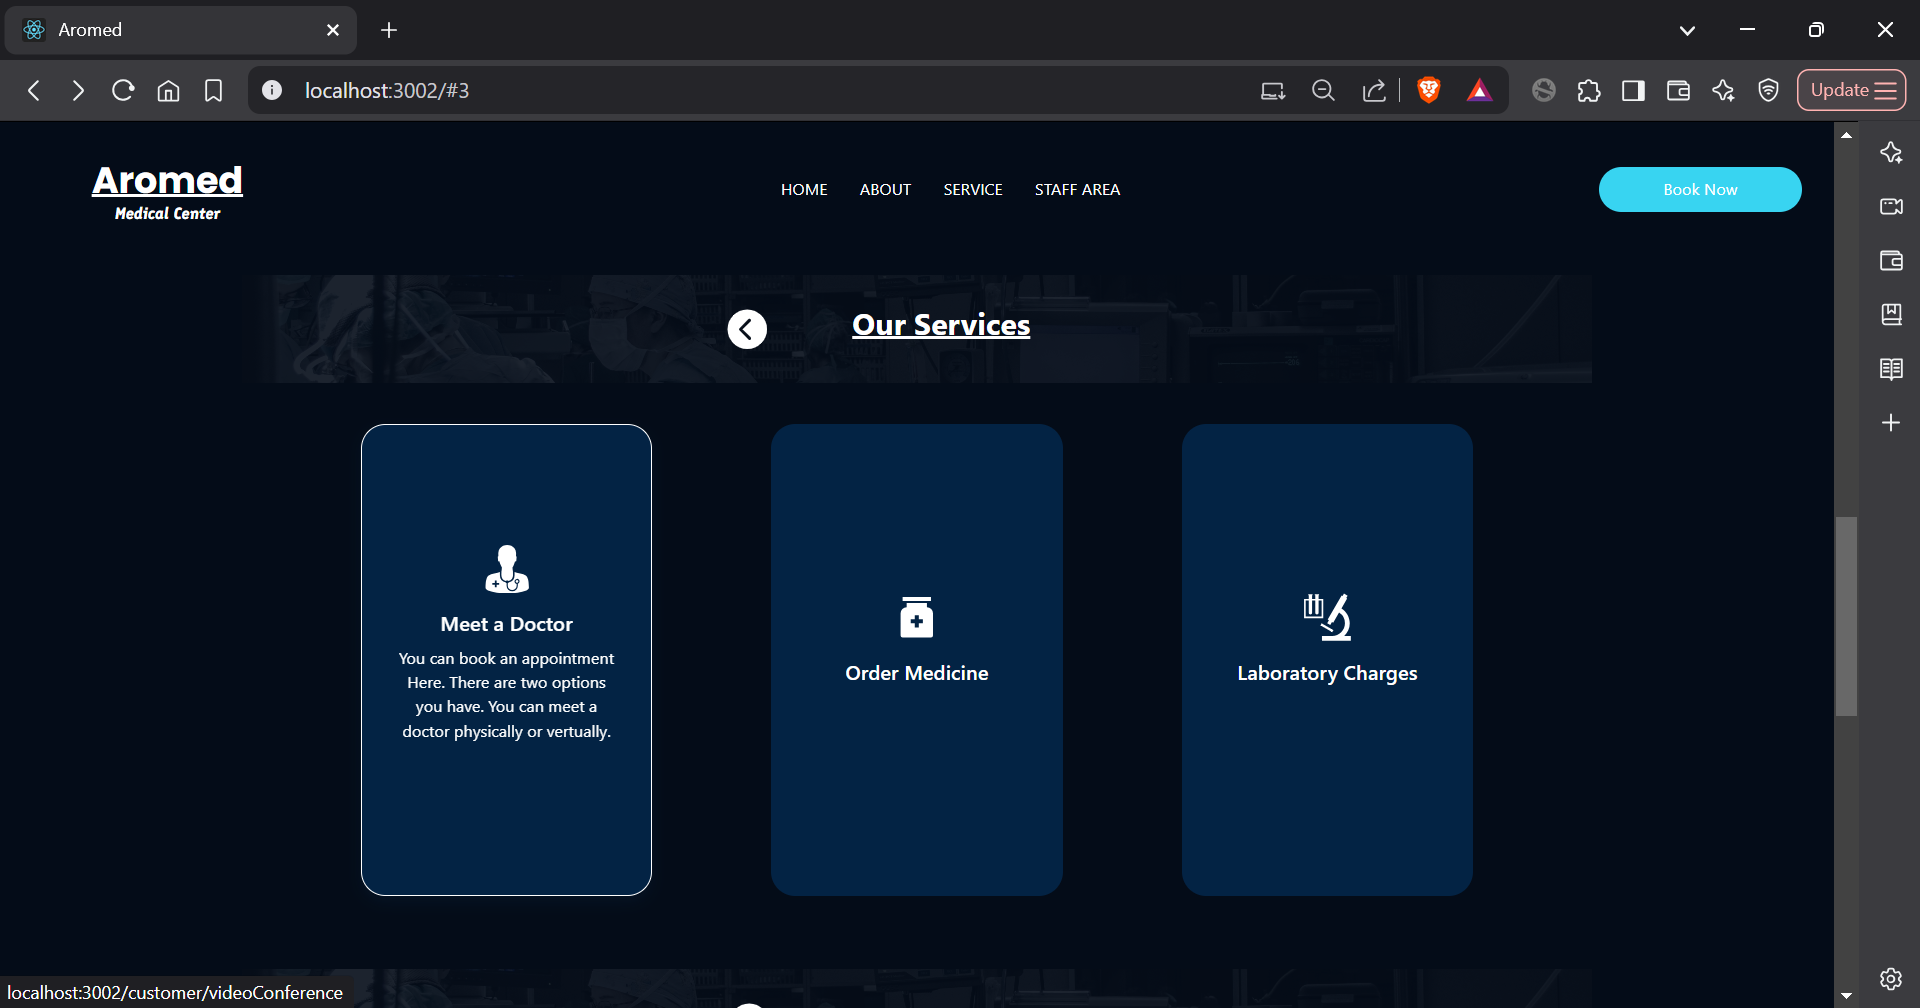 Aromed
localhost:3002/#3
Update
Aromed
Medical Center
HOME
ABOUT
SERVICE
STAFF AREA
Book Now
Our Services
Meet a Doctor
You can book an appointment
Here. There are two options
you have. You can meet a
doctor physically or vertually.
Order Medicine
Laboratory Charges
localhost:3002/customer/videoConference